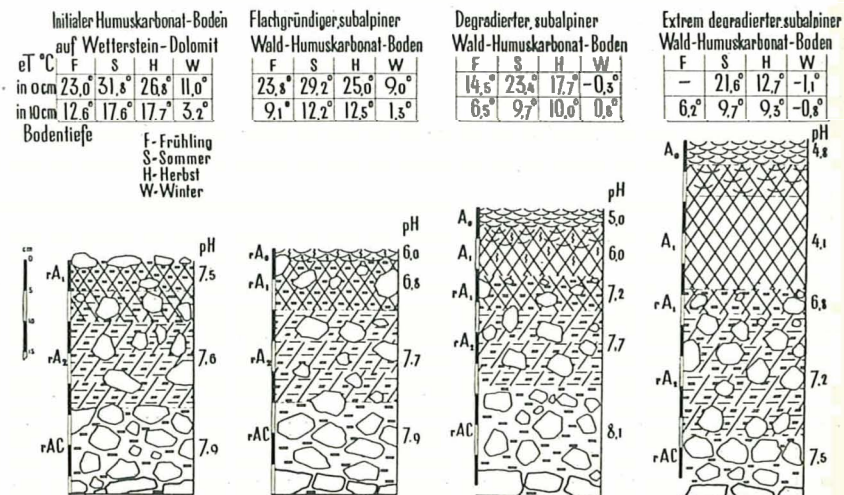 Initialer Humuskarbonat-Boden
auf Wetterstein-Dolomit
eT °C F S H W
in 0 cm 23,0° 31,8° 26,8° 11,0°
in 10cm 12,6° 17,6° 17,7° 3,2°
Bodentiefe
F-Frühling
S-Sommer
H-Herbst
W-Winter
Flachgründiger, subalpiner
Wald-Humuskarbonat-Boden
F S H W
23,8° 29,2° 25,0° 9,0°
9,1° 12,2° 12,5° 1,3°
Degradierter, subalpiner
Wald-Humuskarbonat-Boden
F S H W
14,5° 23,4° 17,7° -0,3°
6,5° 9,7° 10,0° 0,6°
Extrem degradierter, subalpiner
Wald-Humuskarbonat-Boden
F S H W
- 21,6° 12,7° -1,1°
6,2° 9,7° 9,3° -0,8°
cm
0
5
10
15
pH
rA₁ 7,5
rA₂ 7,6
rAC 7,9
pH
rA₀ 6,0
rA₁ 6,8
rA₂ 7,7
rAC 7,9
pH
A₀ 5,0
A₁ 6,0
rA₁ 7,2
rA₂ 7,7
rAC 8,1
pH
A₀ 4,8
A₁ 4,1
rA₁ 6,8
rA₂ 7,2
rAC 7,5